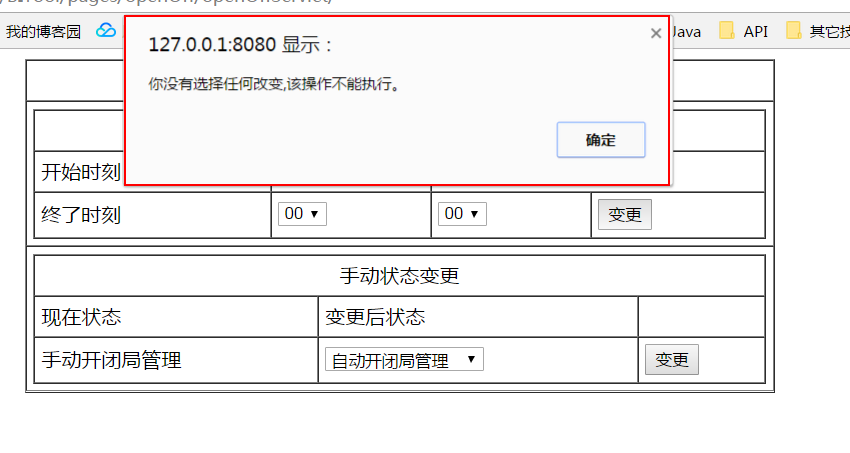 我的博客园
Java
API
其它技
127.0.0.1:8080 显示：
×
你没有选择任何改变,该操作不能执行。
确定
开始时刻
终了时刻 00 00 变更
手动状态变更
现在状态 变更后状态
手动开闭局管理 自动开闭局管理 变更